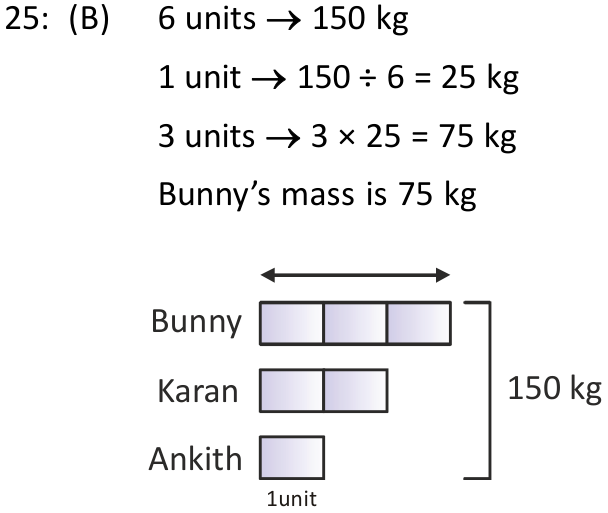 25: (B) 6 units → 150 kg
1 unit → 150 ÷ 6 = 25 kg
3 units → 3 × 25 = 75 kg
Bunny’s mass is 75 kg
Bunny
Karan
150 kg
Ankith
1unit